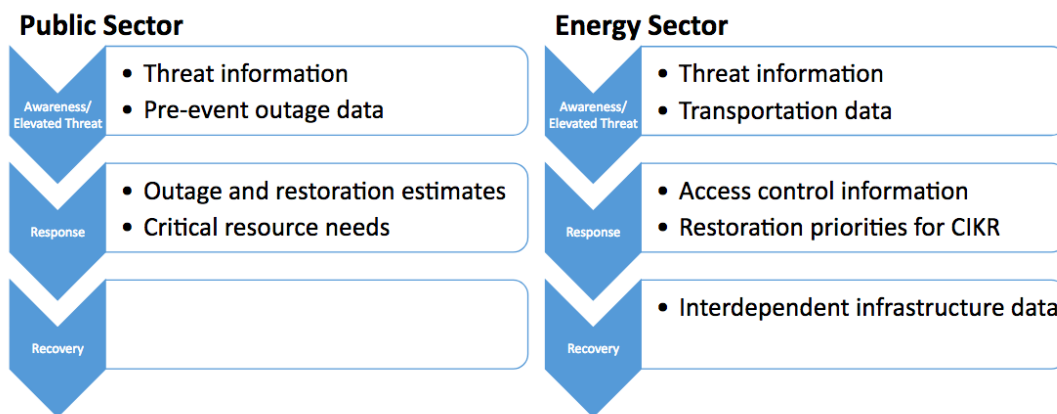 Public Sector
Awareness/
Elevated Threat
• Threat information
• Pre-event outage data
Response
• Outage and restoration estimates
• Critical resource needs
Recovery
Energy Sector
Awareness/
Elevated Threat
• Threat information
• Transportation data
Response
• Access control information
• Restoration priorities for CIKR
Recovery
• Interdependent infrastructure data